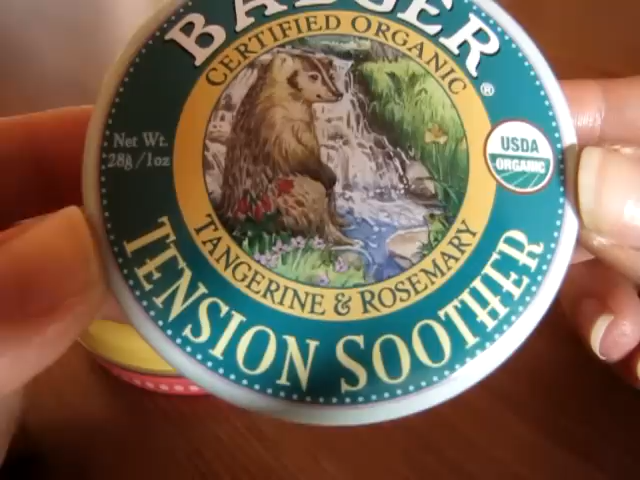 BADGER®
CERTIFIED ORGANIC
Net Wt.
28g/1oz
USDA
ORGANIC
TANGERINE & ROSEMARY
TENSION SOOTHER